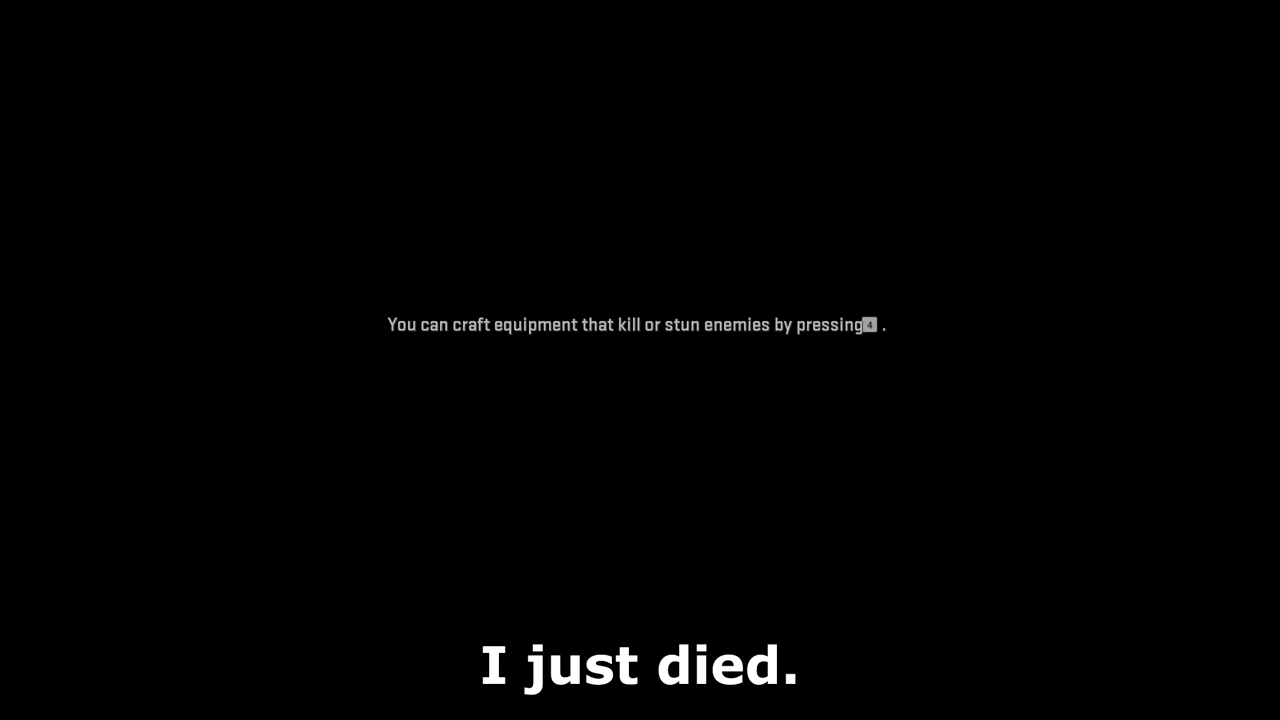 You can craft equipment that kill or stun enemies by pressing 4 .
I just died.